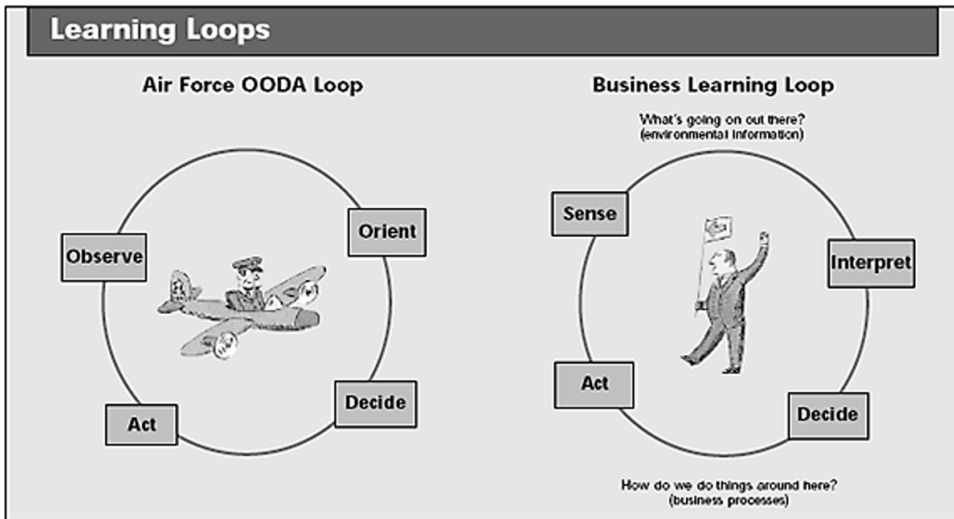 Learning Loops
Air Force OODA Loop
Observe
Orient
Decide
Act
Business Learning Loop
What's going on out there?
(environmental information)
Sense
Interpret
Decide
Act
How do we do things around here?
(business processes)